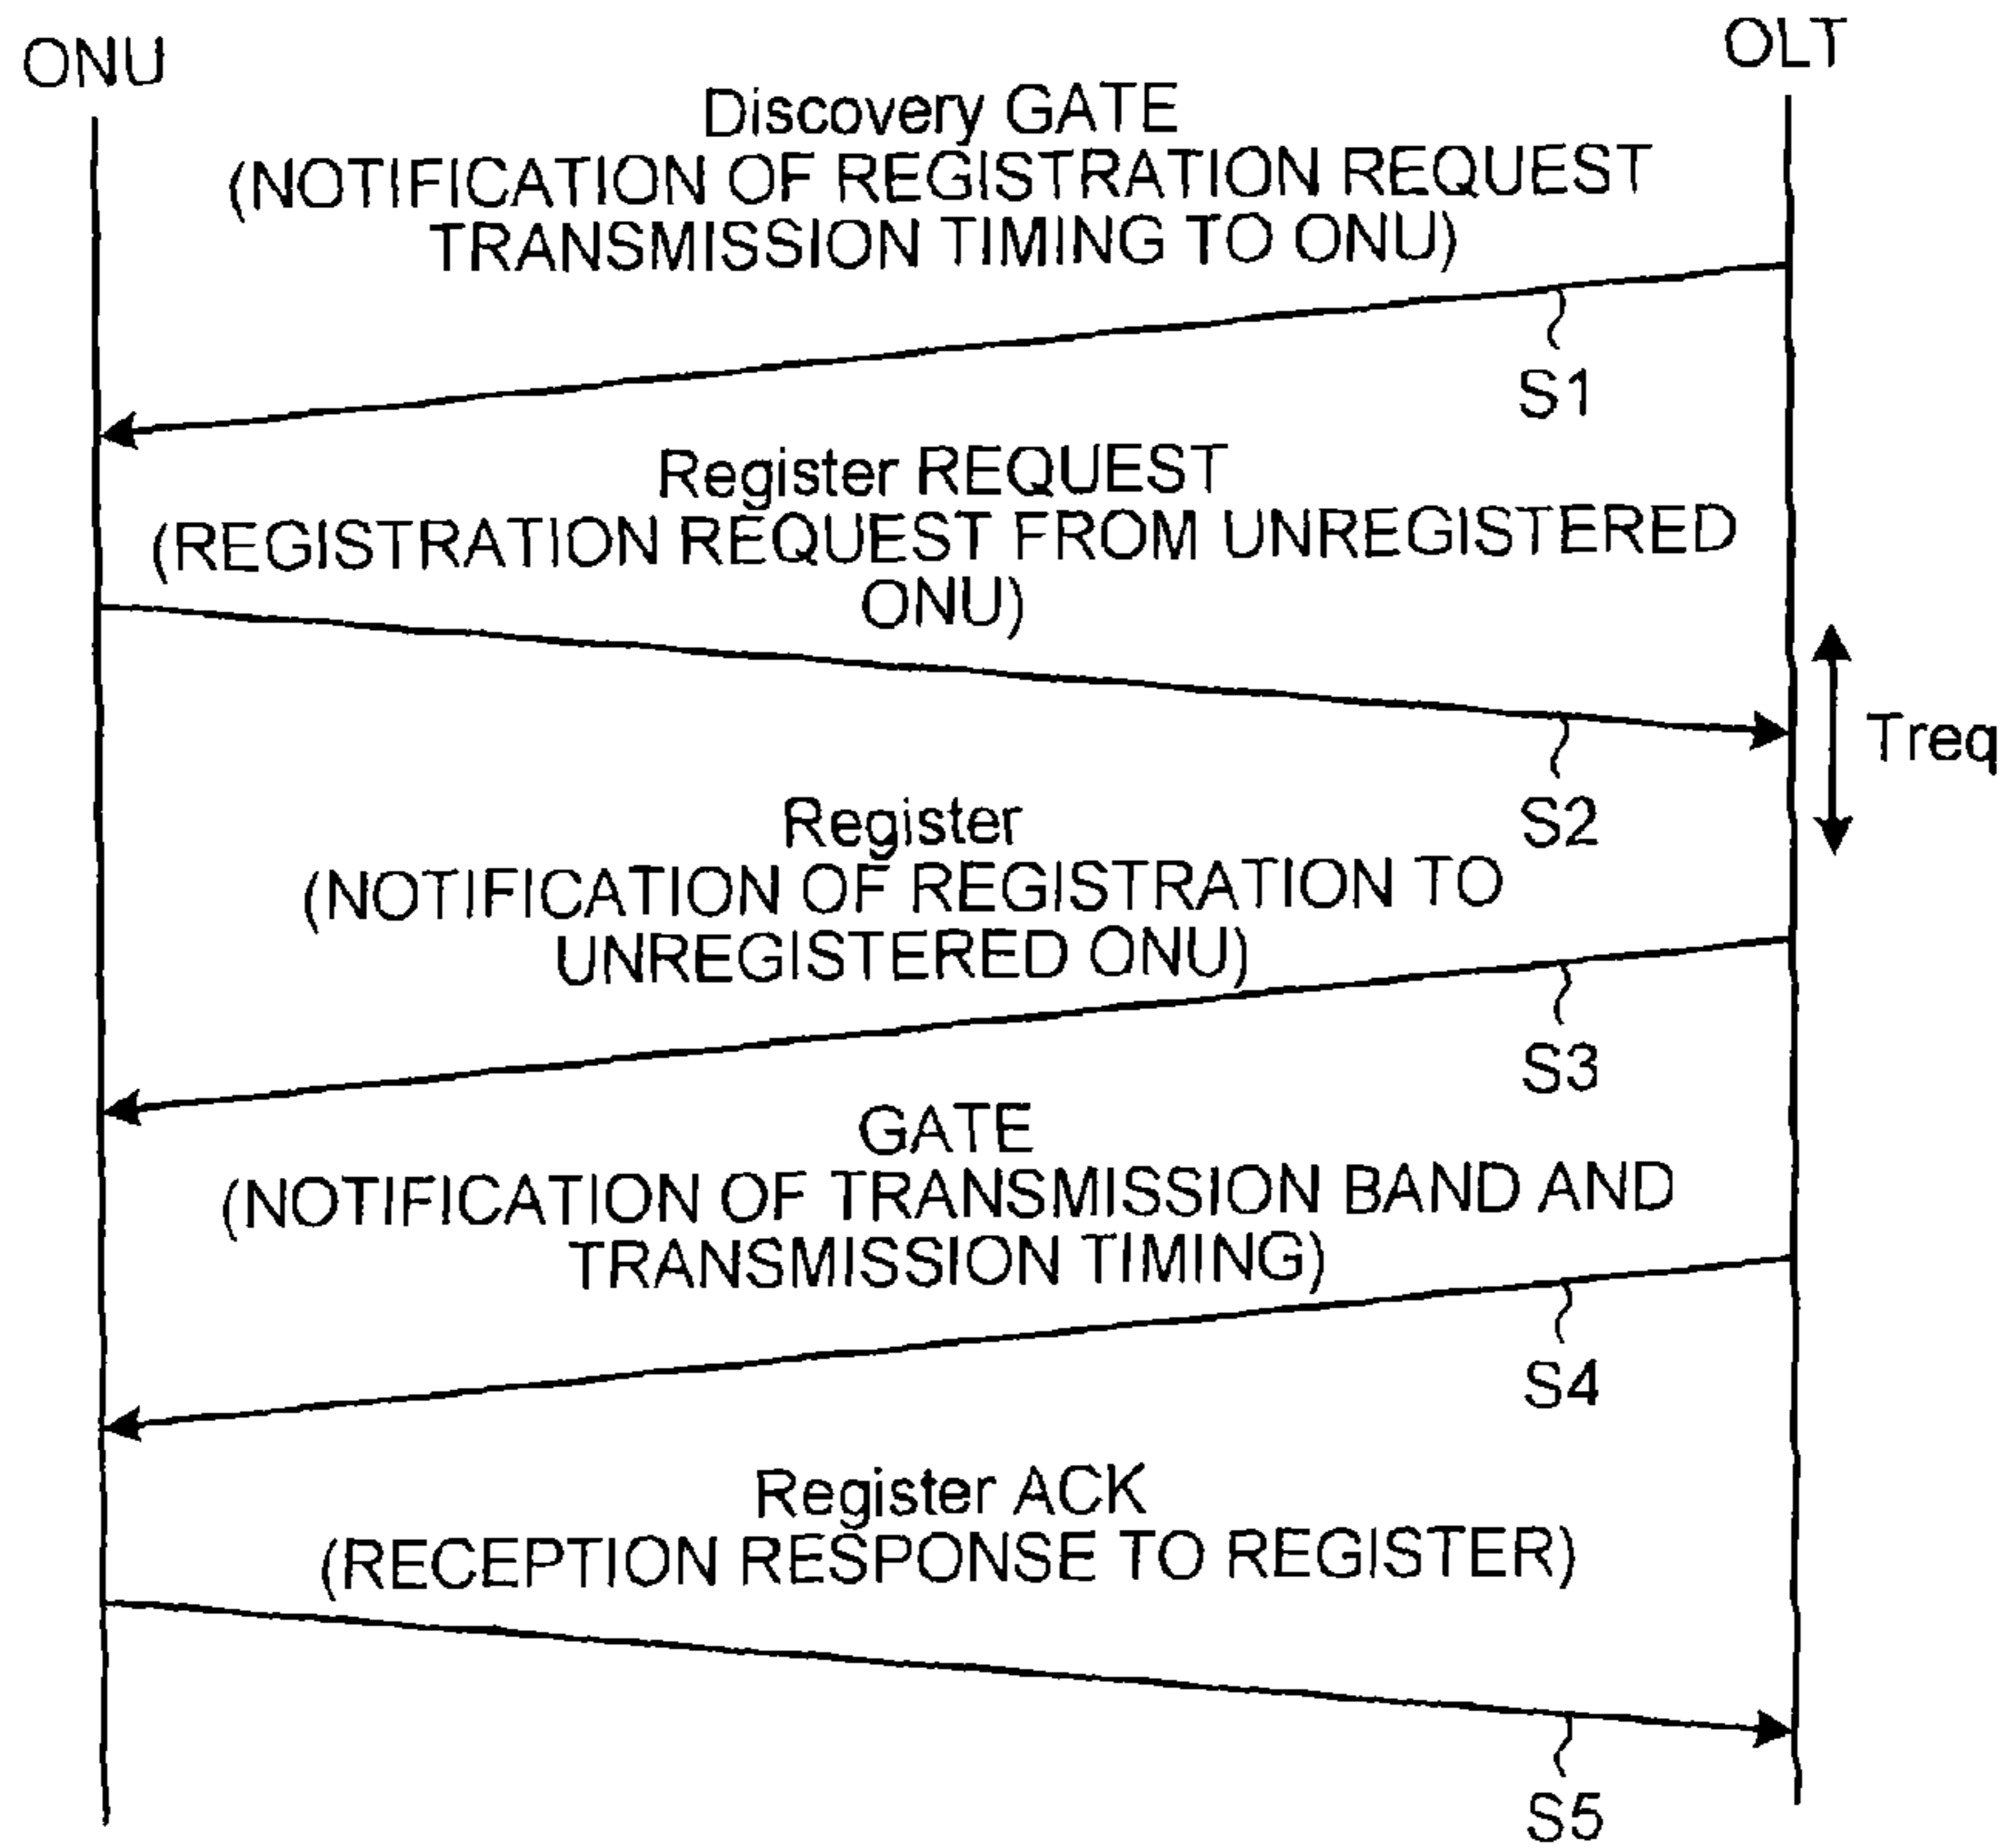 ONU
OLT
Discovery GATE
(NOTIFICATION OF REGISTRATION REQUEST
TRANSMISSION TIMING TO ONU)
S1
Register REQUEST
(REGISTRATION REQUEST FROM UNREGISTERED
ONU)
Treq
S2
Register
(NOTIFICATION OF REGISTRATION TO
UNREGISTERED ONU)
S3
GATE
(NOTIFICATION OF TRANSMISSION BAND AND
TRANSMISSION TIMING)
S4
Register ACK
(RECEPTION RESPONSE TO REGISTER)
S5